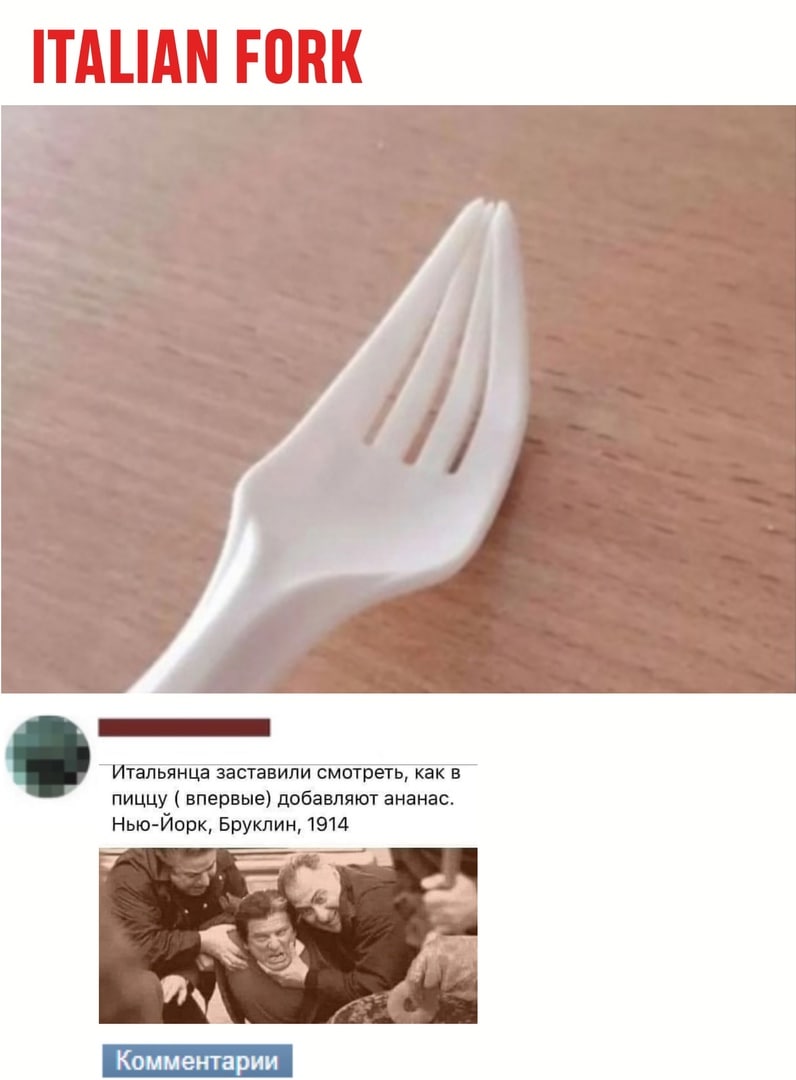 ITALIAN FORK
Итальянца заставили смотреть, как в
пиццу ( впервые) добавляют ананас.
Нью-Йорк, Бруклин, 1914
Комментарии